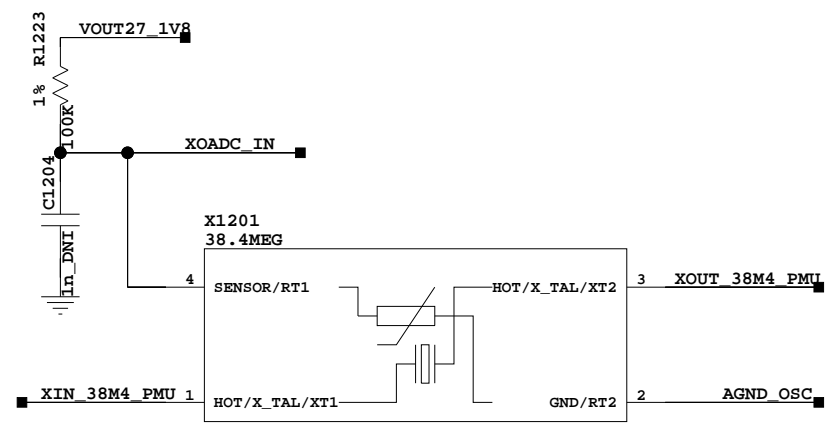 VOUT27_1V8
1% R1223
100K
XOADC_IN
C1204
1n_DNI
X1201
38.4MEG
4 SENSOR/RT1
HOT/X_TAL/XT2 3 XOUT_38M4_PMU
XIN_38M4_PMU 1 HOT/X_TAL/XT1
GND/RT2 2 AGND_OSC